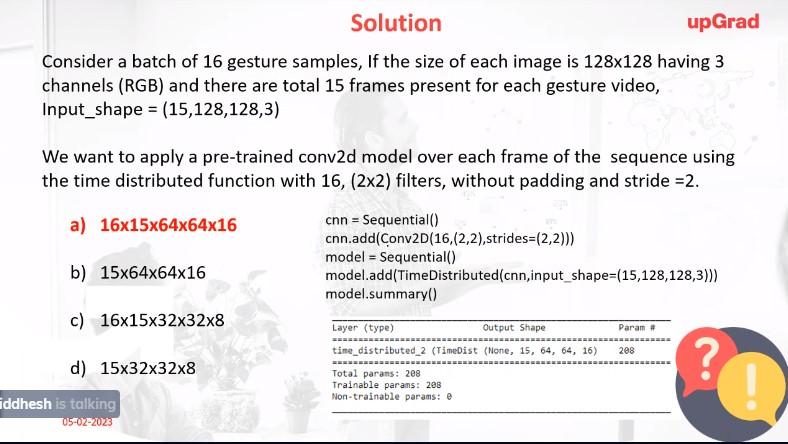 Solution
upGrad
Consider a batch of 16 gesture samples, If the size of each image is 128x128 having 3
channels (RGB) and there are total 15 frames present for each gesture video,
Input_shape = (15,128,128,3)
We want to apply a pre-trained conv2d model over each frame of the sequence using
the time distributed function with 16, (2x2) filters, without padding and stride =2.
a) 16x15x64x64x16
b) 15x64x64x16
c) 16x15x32x32x8
d) 15x32x32x8
cnn = Sequential()
cnn.add(Conv2D(16,(2,2),strides=(2,2)))
model = Sequential()
model.add(TimeDistributed(cnn,input_shape=(15,128,128,3)))
model.summary()
Layer (type) Output Shape Param #
time_distributed_2 (TimeDist (None, 15, 64, 64, 16) 208
Total params: 208
Trainable params: 208
Non-trainable params: 0
iddhesh is talking
05-02-2023
?
!